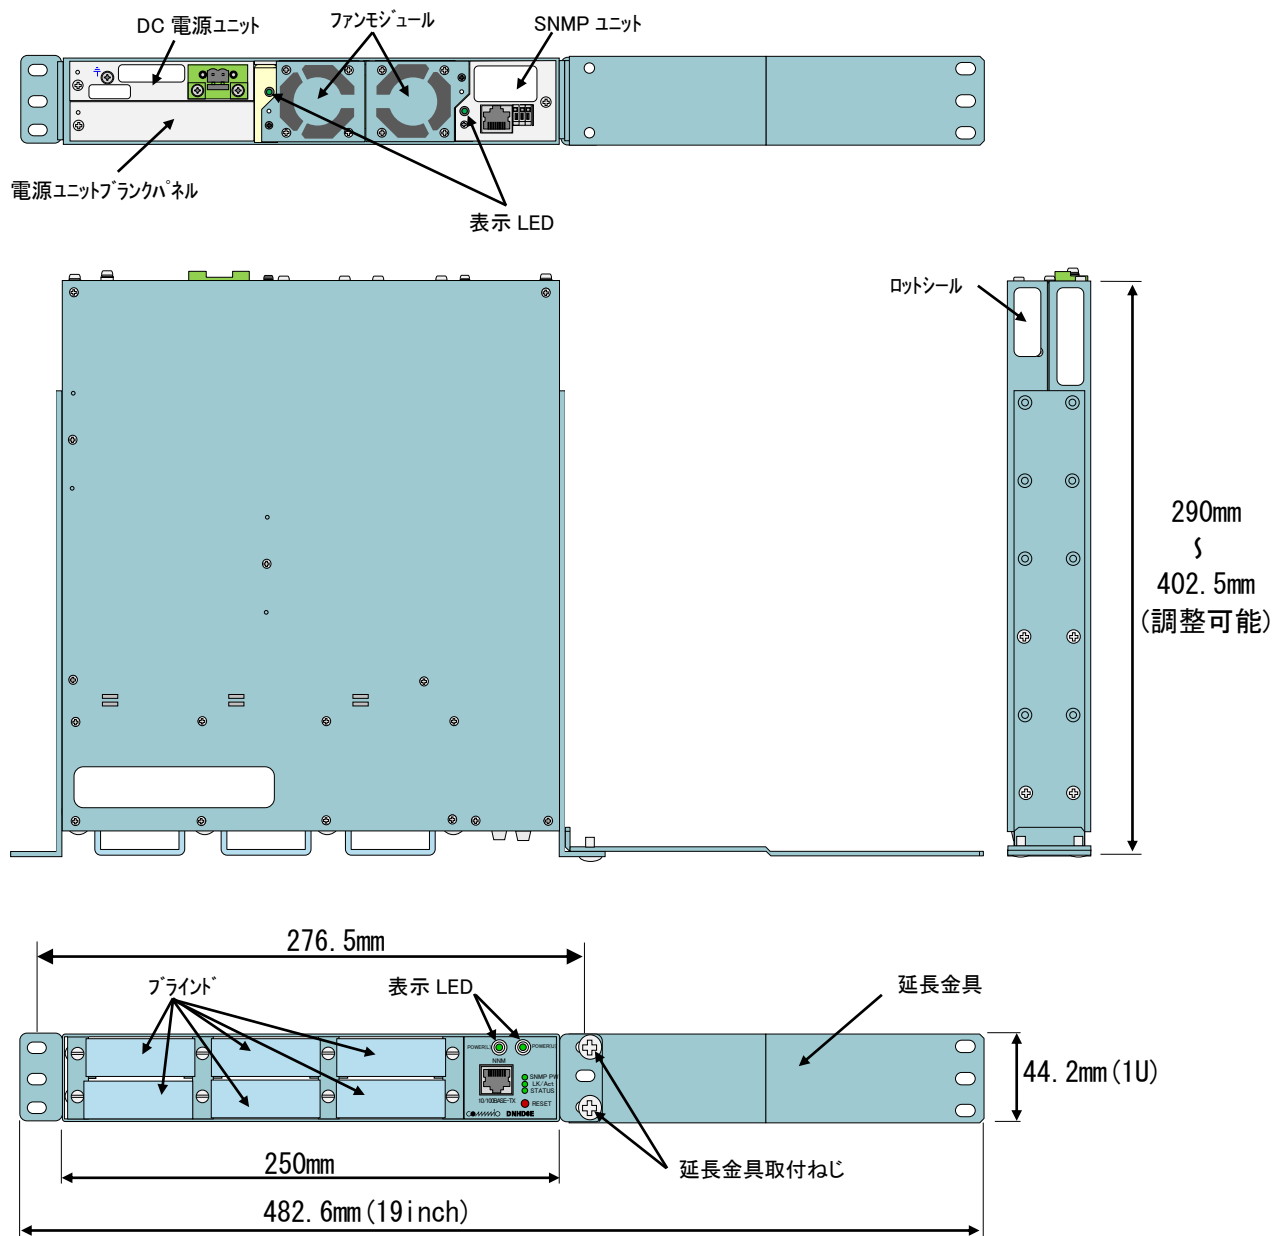 DC 電源ユニット
ファンモジュール
SNMP ユニット
電源ユニットブランクパネル
表示 LED
ロットシール
290mm
〜
402.5mm
(調整可能)
276.5mm
ブラインド
表示 LED
延長金具
POWER(L)
POWER(U)
NNM
SNMP PW
LK/Act
STATUS
10/100BASE-TX
RESET
commio DNHD6E
44.2mm(1U)
250mm
延長金具取付ねじ
482.6mm(19inch)